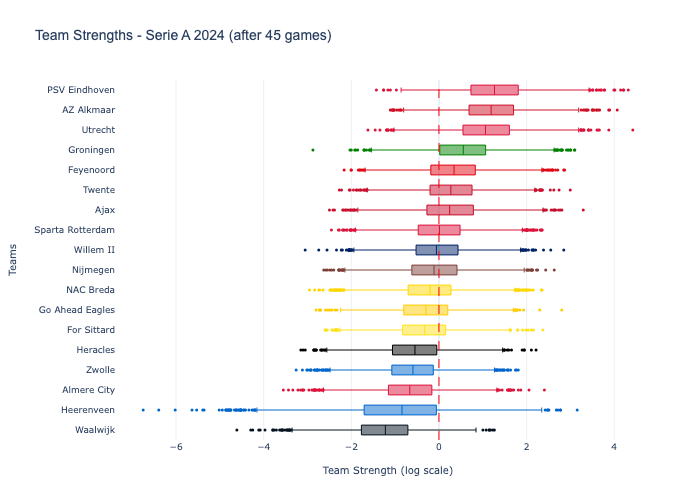 Team Strengths - Serie A 2024 (after 45 games)
PSV Eindhoven
AZ Alkmaar
Utrecht
Groningen
Feyenoord
Twente
Ajax
Sparta Rotterdam
Willem II
Nijmegen
NAC Breda
Go Ahead Eagles
For Sittard
Heracles
Zwolle
Almere City
Heerenveen
Waalwijk
Teams
−6 −4 −2 0 2 4
Team Strength (log scale)